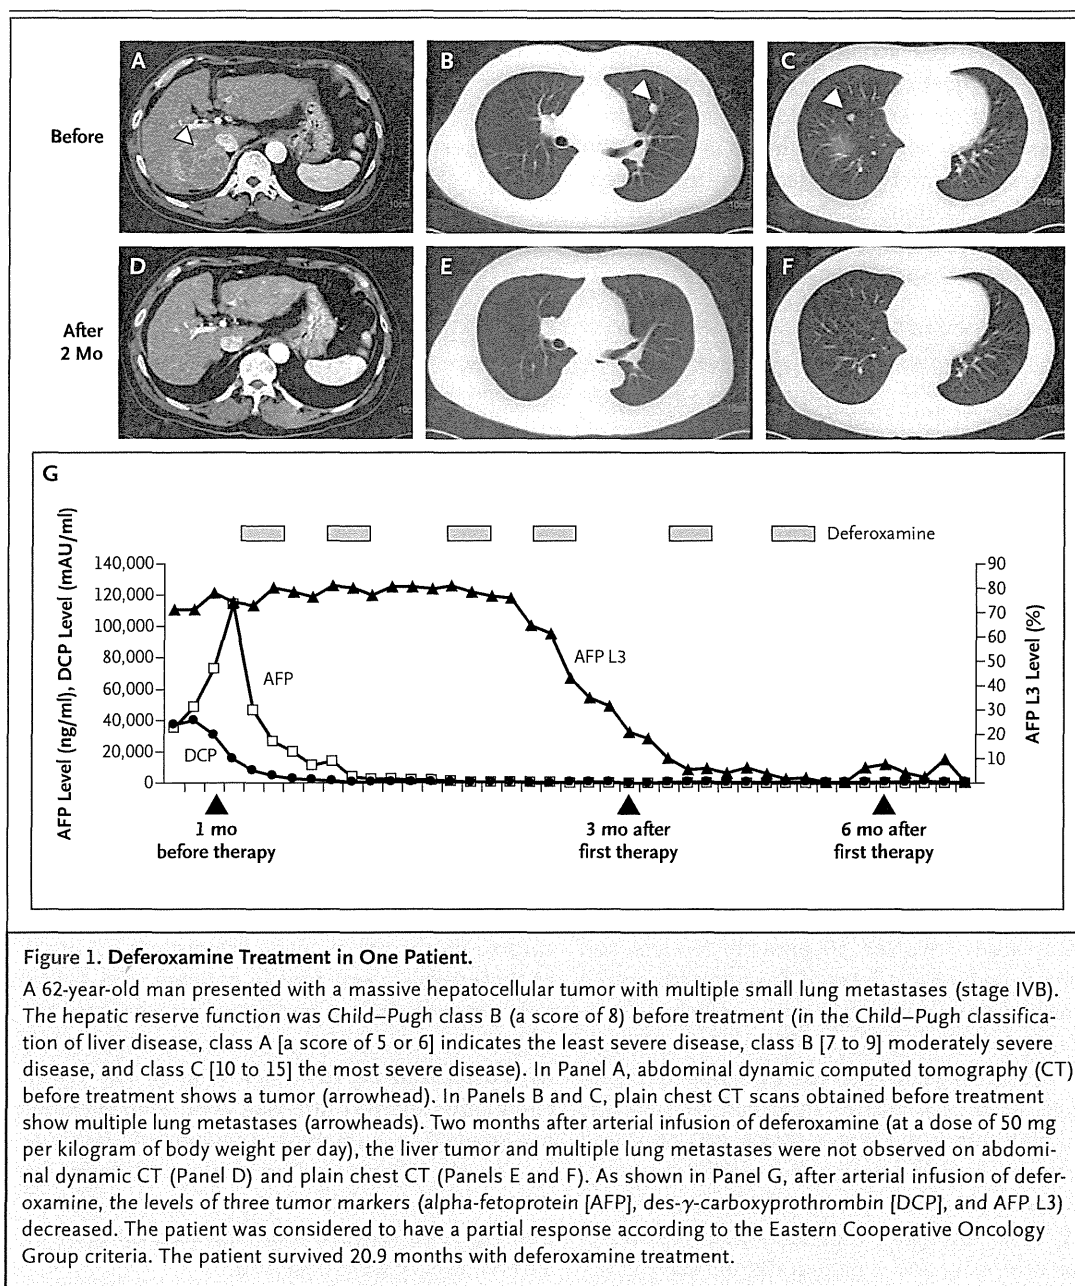 A
B
C
Before
D
E
F
After
2 Mo
G
Deferoxamine
AFP Level (ng/ml), DCP Level (mAU/ml)
140,000
120,000
100,000
80,000
60,000
40,000
20,000
0
AFP
DCP
AFP L3
90
80
70
60
50
40
30
20
10
AFP L3 Level (%)
1 mo
before therapy
3 mo after
first therapy
6 mo after
first therapy
Figure 1. Deferoxamine Treatment in One Patient.
A 62-year-old man presented with a massive hepatocellular tumor with multiple small lung metastases (stage IVB).
The hepatic reserve function was Child–Pugh class B (a score of 8) before treatment (in the Child–Pugh classifica-
tion of liver disease, class A [a score of 5 or 6] indicates the least severe disease, class B [7 to 9] moderately severe
disease, and class C [10 to 15] the most severe disease). In Panel A, abdominal dynamic computed tomography (CT)
before treatment shows a tumor (arrowhead). In Panels B and C, plain chest CT scans obtained before treatment
show multiple lung metastases (arrowheads). Two months after arterial infusion of deferoxamine (at a dose of 50 mg
per kilogram of body weight per day), the liver tumor and multiple lung metastases were not observed on abdomi-
nal dynamic CT (Panel D) and plain chest CT (Panels E and F). As shown in Panel G, after arterial infusion of defer-
oxamine, the levels of three tumor markers (alpha-fetoprotein [AFP], des-γ-carboxyprothrombin [DCP], and AFP L3)
decreased. The patient was considered to have a partial response according to the Eastern Cooperative Oncology
Group criteria. The patient survived 20.9 months with deferoxamine treatment.